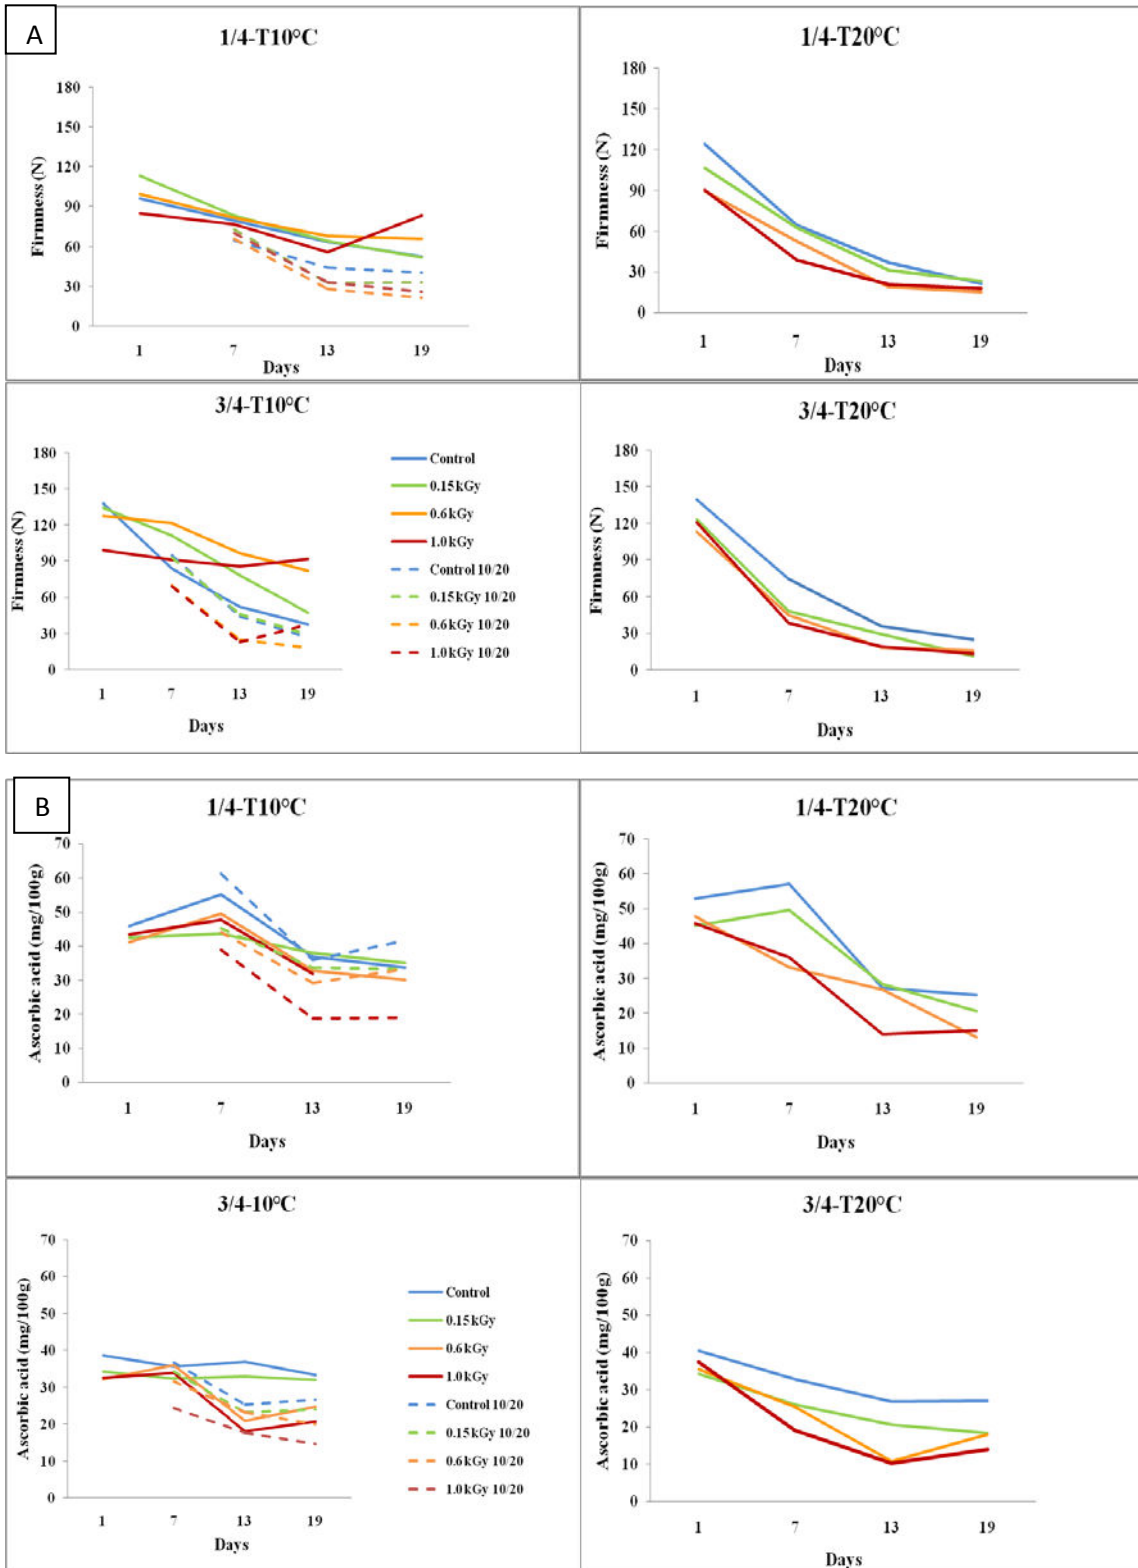 A
1/4-T10°C
180
150
120
90
60
30
0
Firmness (N)
1 7 13 19
Days
1/4-T20°C
180
150
120
90
60
30
0
Firmness (N)
1 7 13 19
Days
3/4-T10°C
180
150
120
90
60
30
0
Firmness (N)
1 7 13 19
Days
Control
0.15kGy
0.6kGy
1.0kGy
Control 10/20
0.15kGy 10/20
0.6kGy 10/20
1.0kGy 10/20
3/4-T20°C
180
150
120
90
60
30
0
Firmness (N)
1 7 13 19
Days
B
1/4-T10°C
70
60
50
40
30
20
10
0
Ascorbic acid (mg/100g)
1 7 13 19
Days
1/4-T20°C
70
60
50
40
30
20
10
0
Ascorbic acid (mg/100g)
1 7 13 19
Days
3/4-10°C
70
60
50
40
30
20
10
0
Ascorbic acid (mg/100g)
1 7 13 19
Days
Control
0.15kGy
0.6kGy
1.0kGy
Control 10/20
0.15kGy 10/20
0.6kGy 10/20
1.0kGy 10/20
3/4-T20°C
70
60
50
40
30
20
10
0
Ascorbic acid (mg/100g)
1 7 13 19
Days